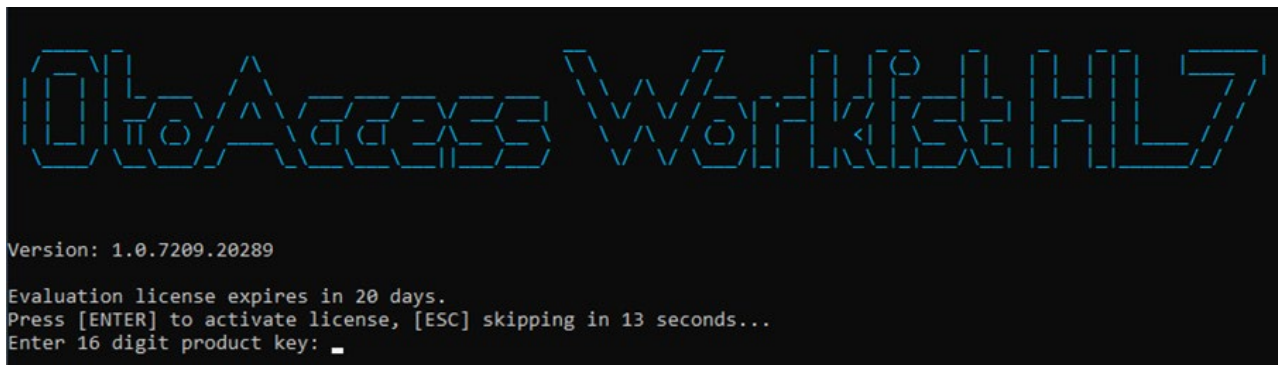 OtoAccess Worklist HL7
Version: 1.0.7209.20289
Evaluation license expires in 20 days.
Press [ENTER] to activate license, [ESC] skipping in 13 seconds...
Enter 16 digit product key: